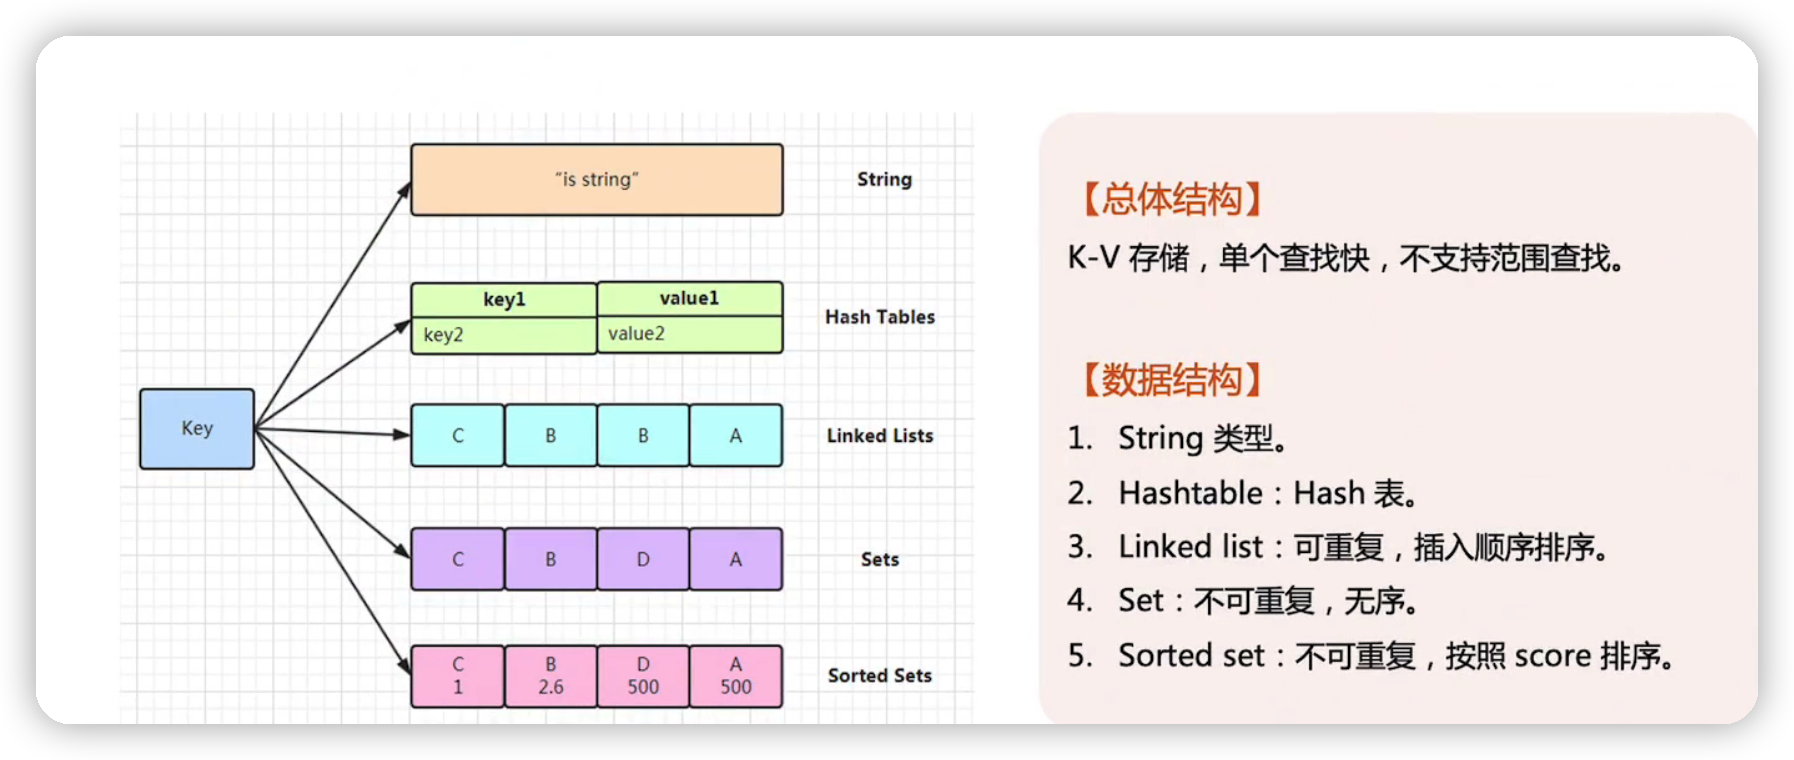 Key
"is string"
String
key1 value1
key2 value2
Hash Tables
C B B A
Linked Lists
C B D A
Sets
C B D A
1 2.6 500 500
Sorted Sets
【总体结构】
K-V 存储，单个查找快，不支持范围查找。
【数据结构】
1. String 类型。
2. Hashtable：Hash 表。
3. Linked list：可重复，插入顺序排序。
4. Set：不可重复，无序。
5. Sorted set：不可重复，按照 score 排序。